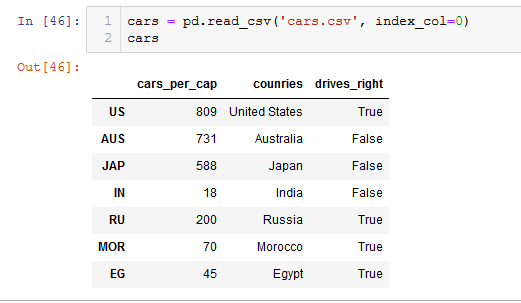 In [46]: 1 cars = pd.read_csv('cars.csv', index_col=0)
2 cars
Out[46]:
cars_per_cap counries drives_right
US 809 United States True
AUS 731 Australia False
JAP 588 Japan False
IN 18 India False
RU 200 Russia True
MOR 70 Morocco True
EG 45 Egypt True